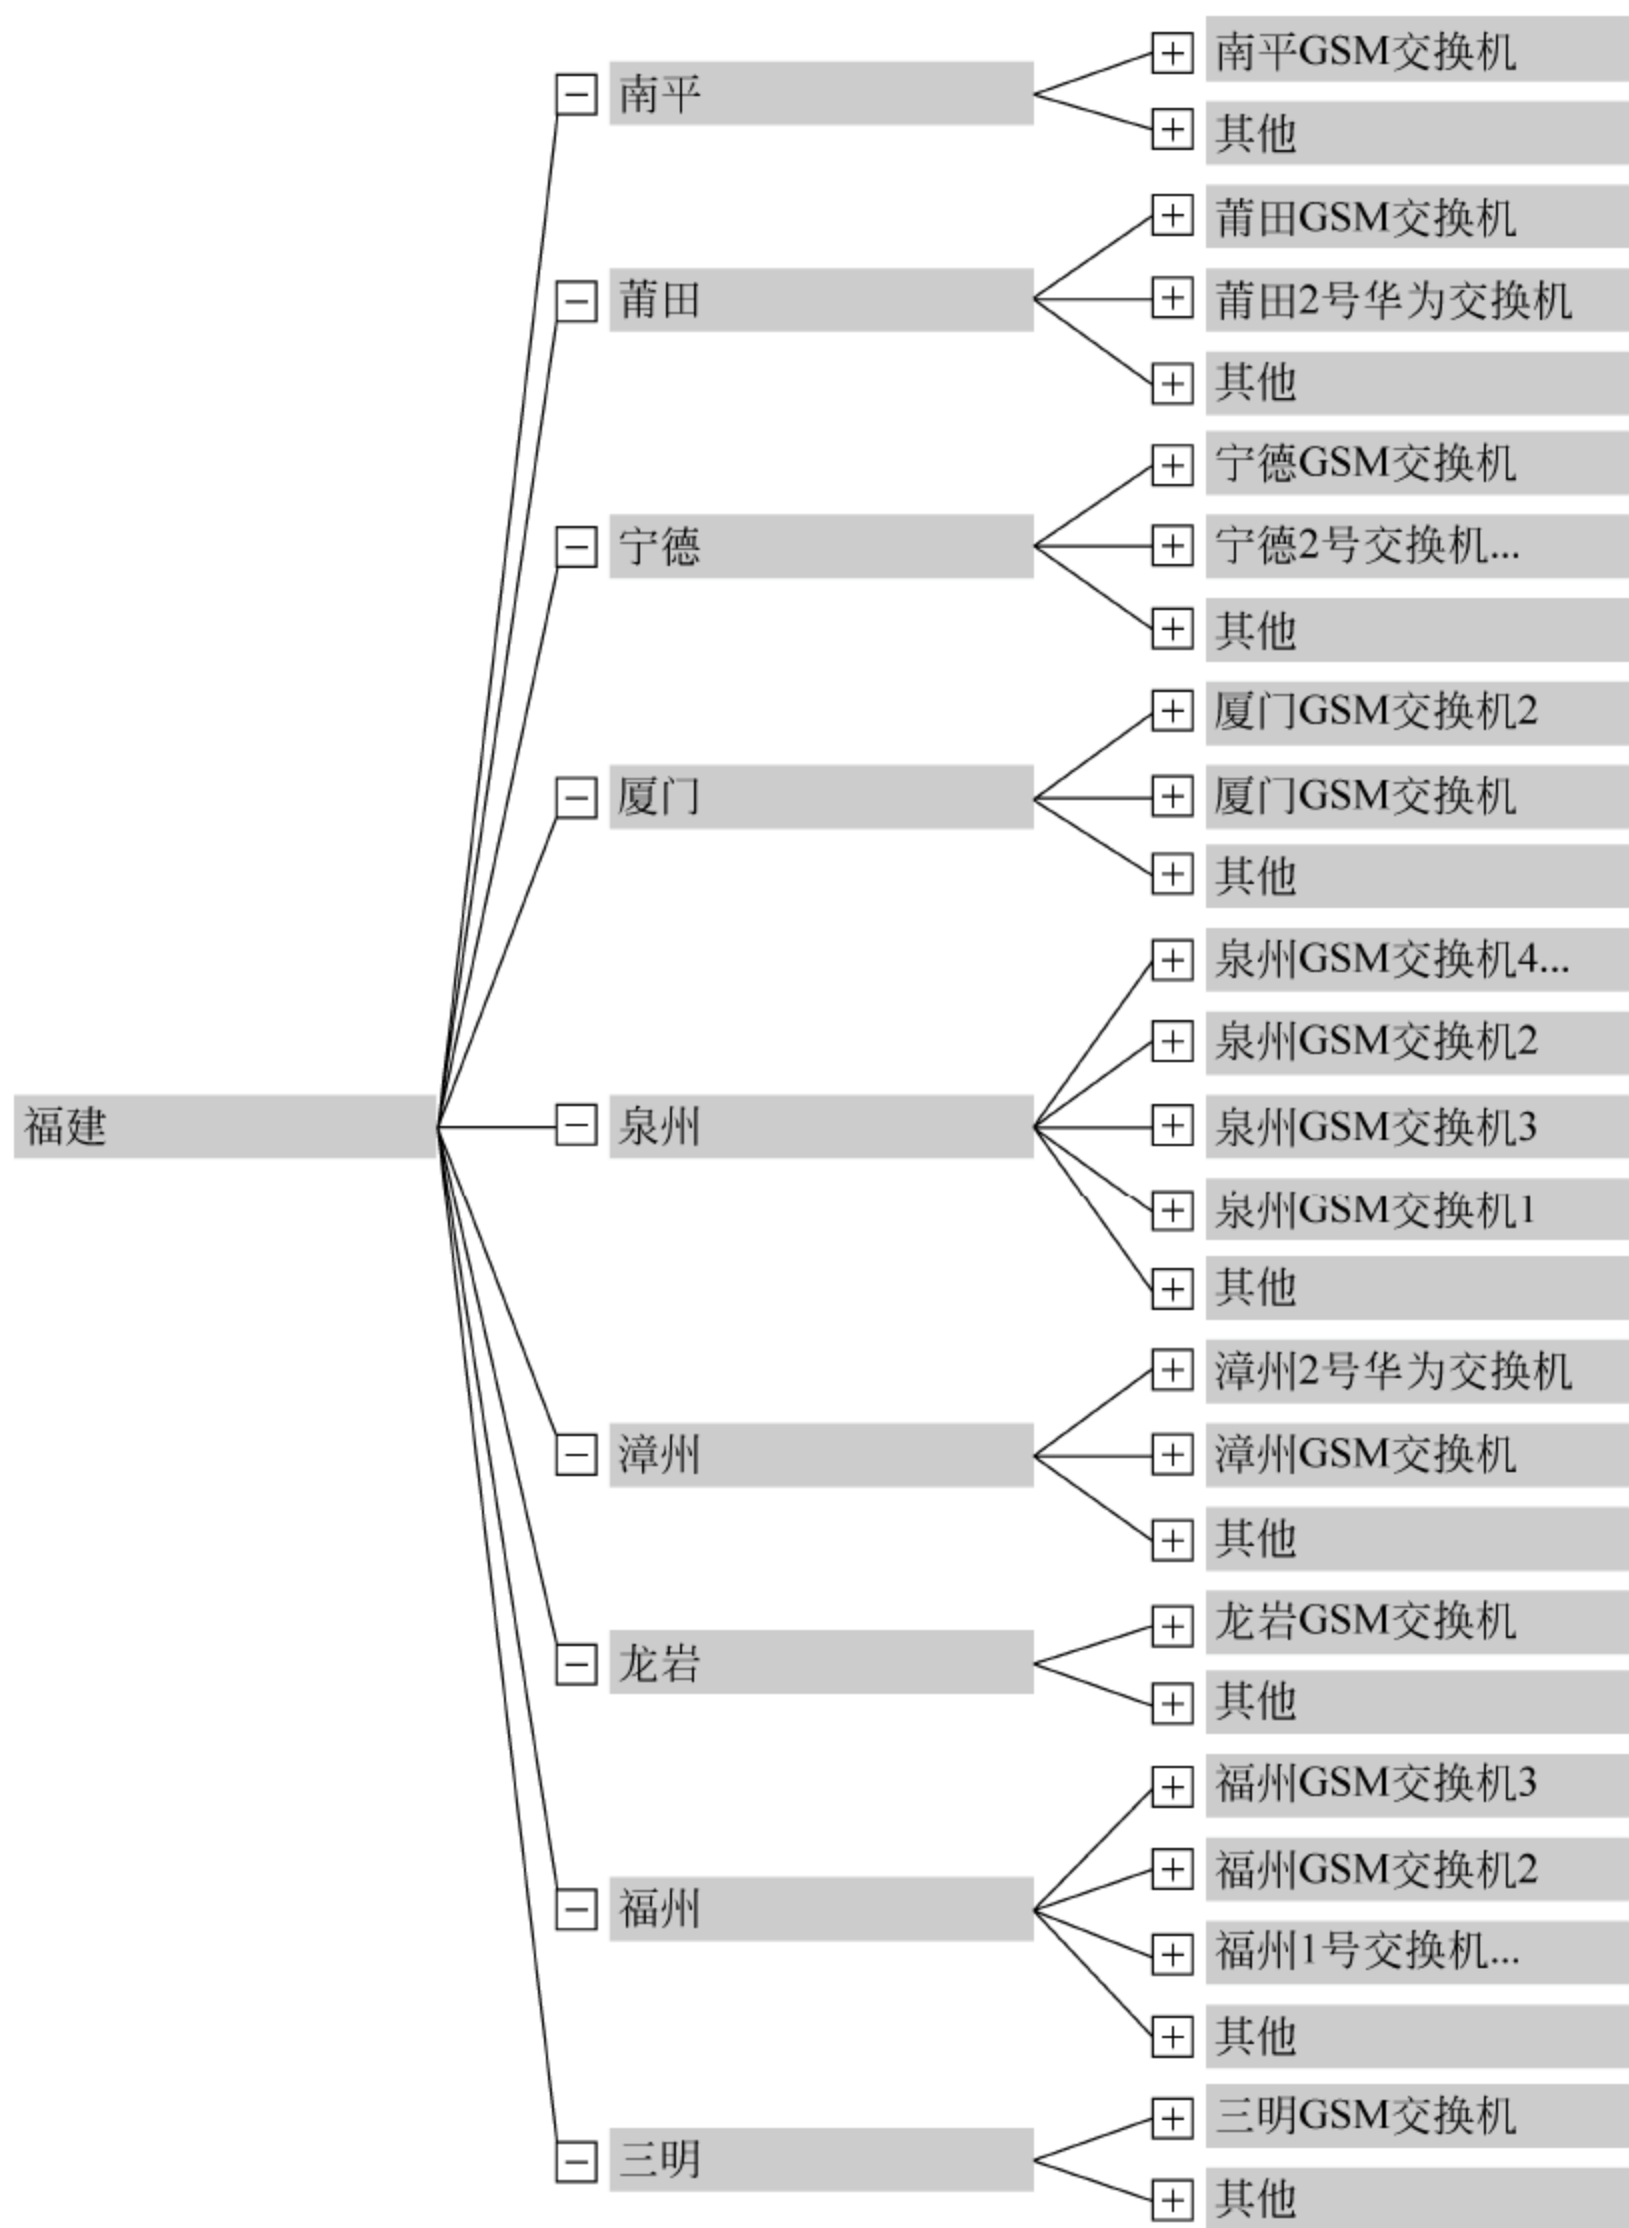 福建
南平
南平GSM交换机
其他
莆田
莆田GSM交换机
莆田2号华为交换机
其他
宁德
宁德GSM交换机
宁德2号交换机...
其他
厦门
厦门GSM交换机2
厦门GSM交换机
其他
泉州
泉州GSM交换机4...
泉州GSM交换机2
泉州GSM交换机3
泉州GSM交换机1
其他
漳州
漳州2号华为交换机
漳州GSM交换机
其他
龙岩
龙岩GSM交换机
其他
福州
福州GSM交换机3
福州GSM交换机2
福州1号交换机...
其他
三明
三明GSM交换机
其他